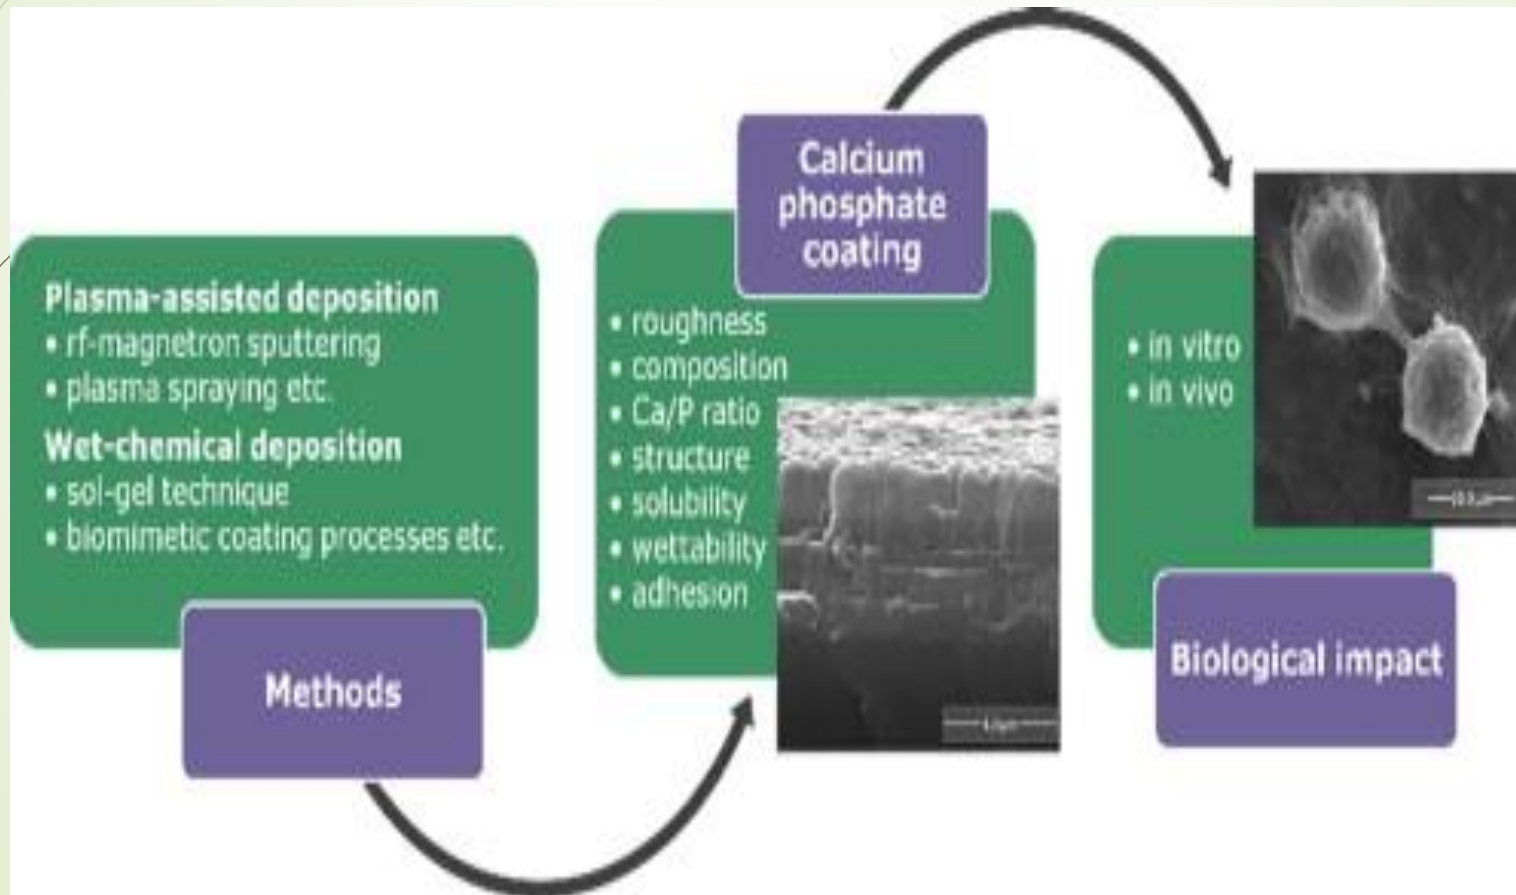 Plasma-assisted deposition
• rf-magnetron sputtering
• plasma spraying etc.
Wet-chemical deposition
• sol-gel technique
• biomimetic coating processes etc.
Methods
Calcium
phosphate
coating
• roughness
• composition
• Ca/P ratio
• structure
• solubility
• wettability
• adhesion
• in vitro
• in vivo
Biological impact